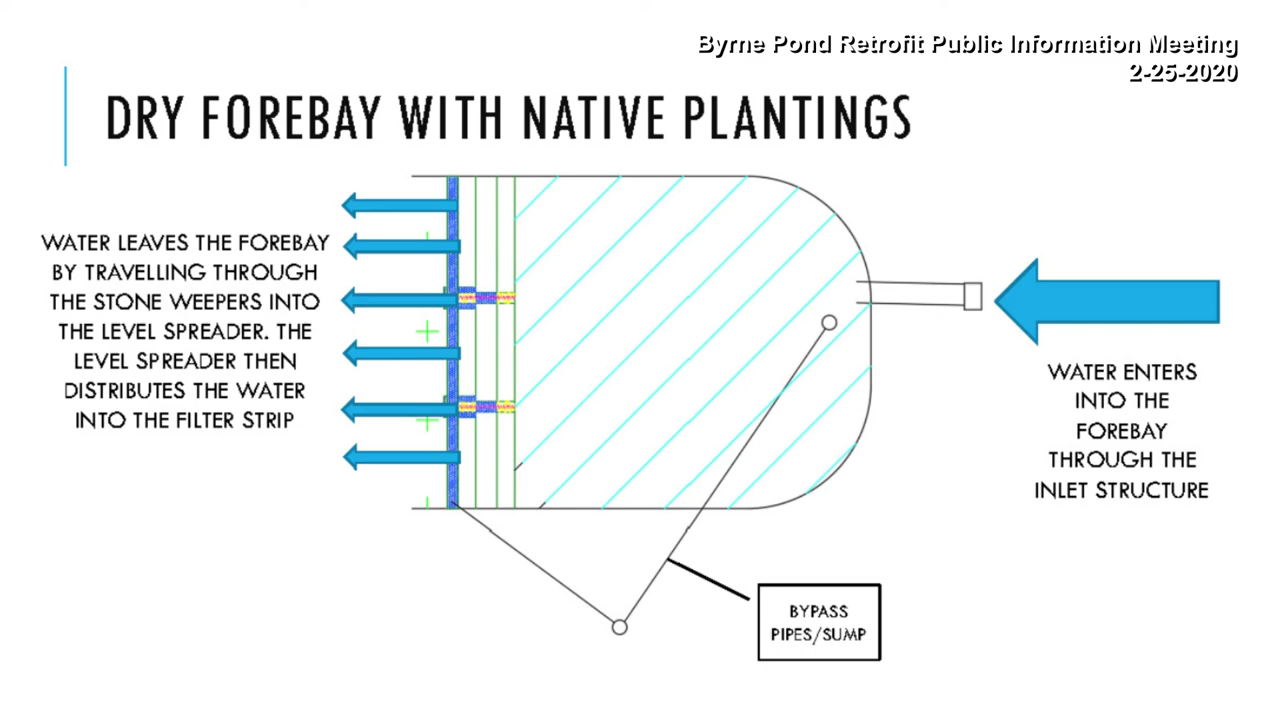 Byrne Pond Retrofit Public Information Meeting
2-25-2020
DRY FOREBAY WITH NATIVE PLANTINGS
WATER LEAVES THE FOREBAY
BY TRAVELLING THROUGH
THE STONE WEEPERS INTO
THE LEVEL SPREADER. THE
LEVEL SPREADER THEN
DISTRIBUTES THE WATER
INTO THE FILTER STRIP
WATER ENTERS
INTO THE
FOREBAY
THROUGH THE
INLET STRUCTURE
BYPASS
PIPES/SUMP